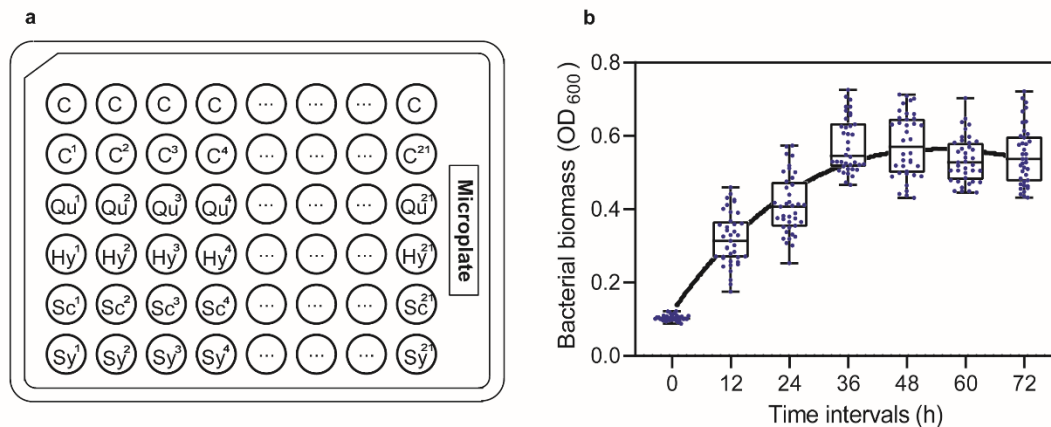 a
C C C C ... ... ... C
C1 C2 C3 C4 ... ... ... C21
Qu1 Qu2 Qu3 Qu4 ... ... ... Qu21
Hy1 Hy2 Hy3 Hy4 ... ... ... Hy21
Sc1 Sc2 Sc3 Sc4 ... ... ... Sc21
Sy1 Sy2 Sy3 Sy4 ... ... ... Sy21
Microplate
b
Bacterial biomass (OD600)
0.8
0.6
0.4
0.2
0.0
0 12 24 36 48 60 72
Time intervals (h)